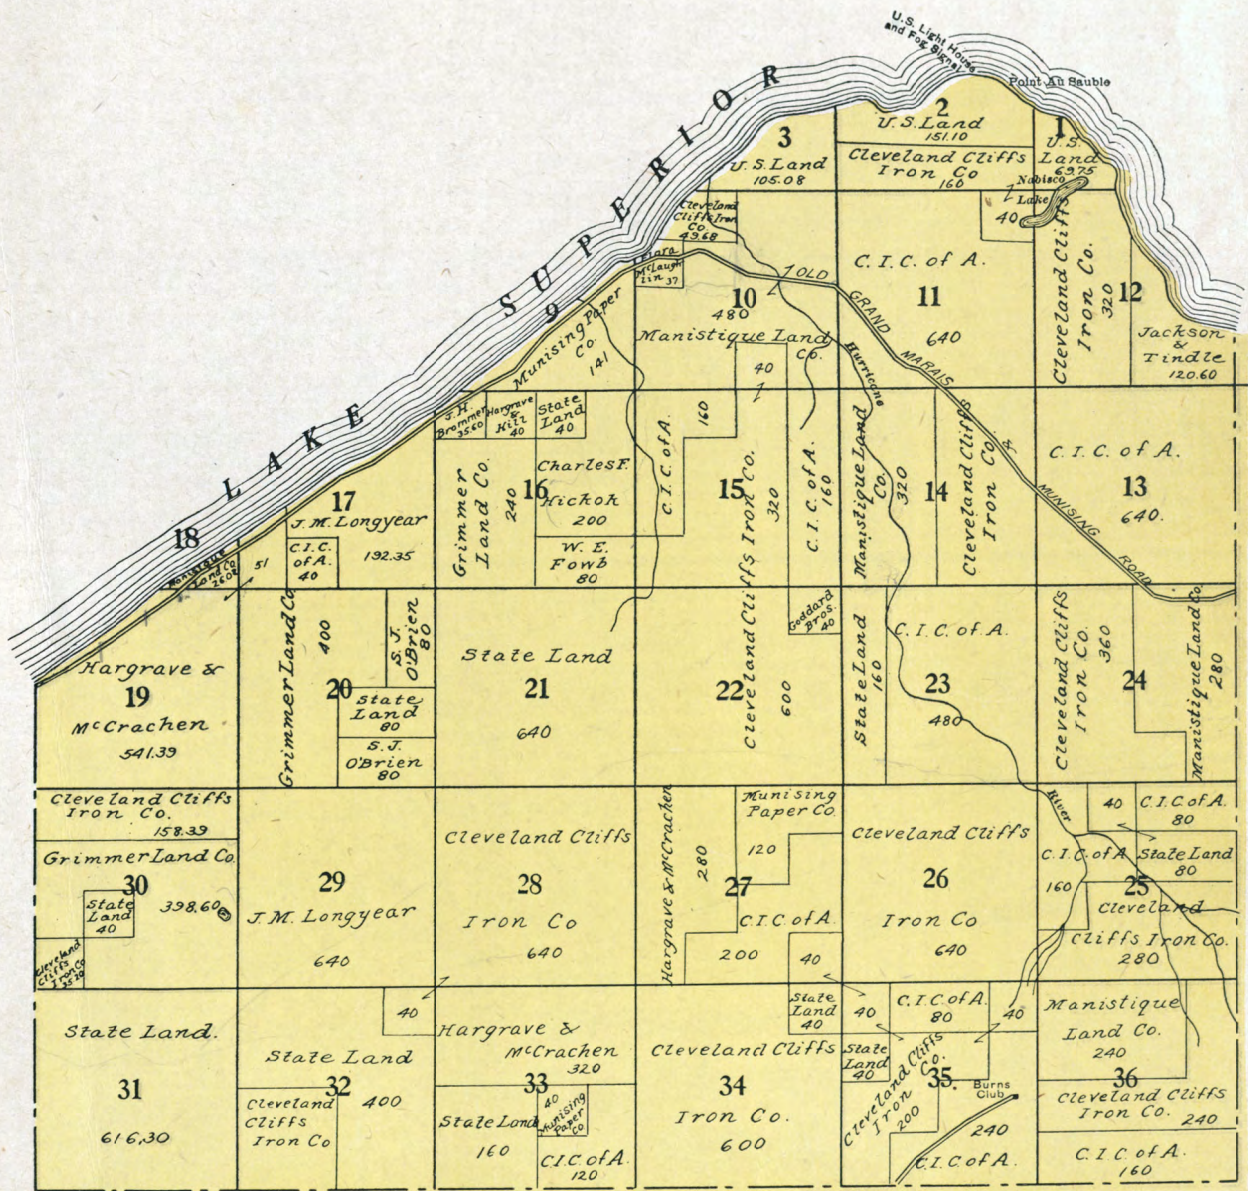 U.S. Light House
and Fog Signal
Point Au Sauble
LAKE SUPERIOR
3
U.S. Land
105.08
2
U.S. Land
151.10
Cleveland Cliffs
Iron Co
160
1
U.S.
Land
69.75
Nabisco
Lake
40
Cleveland
Cliffs Iron
Co
49.68
Clara
McLaugh
lin 37
10
480
Manistique Land
Co.
40
OLD GRAND MARAIS & MUNISING ROAD
C. I. C. of A.
11
640
Cleveland Cliffs
Iron Co.
320
12
Jackson
&
Tindle
120.60
9
Munising Paper
Co.
141
Hurricane
J. H.
Brommer
35.60
Hargrave
&
Hill
40
State
Land
40
Grimmer
Land Co.
240
16
Charles F.
Hickok
200
W. E.
Fowb
80
C. I. C. of A.
160
15
Cleveland Cliffs Iron Co.
320
C. I. C. of A.
160
Manistique Land
Co.
320
14
Cleveland Cliffs
Iron Co.
C. I. C. of A.
13
640.
18
Manistique
Land Co
26.08
17
J. M. Longyear
192.35
51
C. I. C.
of A.
40
Hargrave &
19
McCrachen
541.39
Grimmer Land Co.
400
20
S. J.
O'Brien
80
State
Land
80
S. J.
O'Brien
80
State Land
21
640
22
Cleveland Cliffs Iron Co.
600
Goddard
Bros.
40
State Land
160
C. I. C. of A.
23
480
Cleveland Cliffs
Iron Co.
360
24
Manistique Land Co.
280
Cleveland Cliffs
Iron Co.
158.39
Grimmer Land Co.
30
398.60
State
Land
40
Cleveland
Cliffs
Iron Co
35.20
29
J. M. Longyear
640
Cleveland Cliffs
28
Iron Co
640
Hargrave & McCrachen
280
Munising
Paper Co.
120
27
C. I. C. of A
200
40
Cleveland Cliffs
26
Iron Co
640
River
40
C. I. C. of A.
80
C. I. C. of A
160
State Land
80
25
Cleveland
Cliffs Iron Co.
280
State Land.
31
616.30
40
State Land
32
400
Cleveland
Cliffs
Iron Co
Hargrave &
McCrachen
320
33
State Land
160
40
Munising
Paper
Co
C. I. C. of A.
120
State
Land
40
Cleveland Cliffs
34
Iron Co.
600
40
C. I. C. of A.
80
40
State
Land
40
Cleveland Cliffs
Iron Co.
200
35.
Burns
Club
240
C. I. C. of A.
Manistique
Land Co.
240
36
Cleveland Cliffs
Iron Co.
240
C. I. C. of A.
160